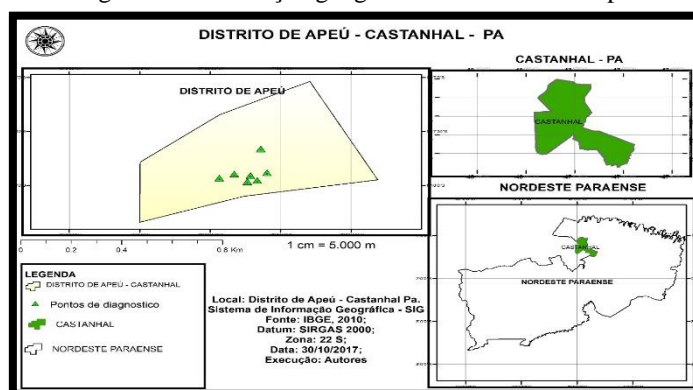 DISTRITO DE APEÚ - CASTANHAL - PA
DISTRITO DE APEÚ
CASTANHAL - PA
CASTANHAL
NORDESTE PARAENSE
CASTANHAL
NORDESTE PARAENSE
0 0.2 0.4 0.8 Km
1 cm = 5.000 m
LEGENDA
DISTRITO DE APEÚ - CASTANHAL
Pontos de diagnostico
CASTANHAL
NORDESTE PARAENSE
Local: Distrito de Apeú - Castanhal Pa.
Sistema de Informação Geográfica - SIG
Fonte: IBGE, 2010;
Datum: SIRGAS 2000;
Zona: 22 S;
Data: 30/10/2017;
Execução: Autores